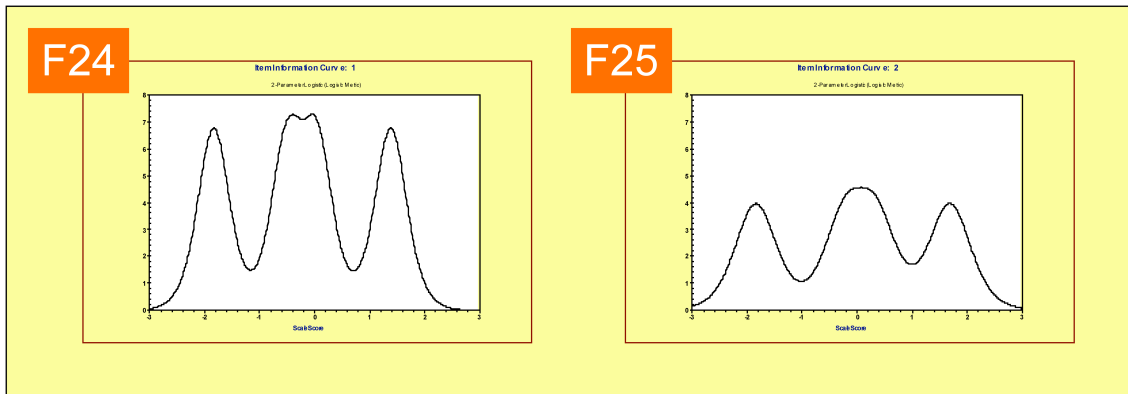 F24
Item Information Curve: 1
2-Parameter Logistic (Logistic Metric)
8
7
6
5
4
3
2
1
0
-3 -2 -1 0 1 2 3
Scale Score
F25
Item Information Curve: 2
2-Parameter Logistic (Logistic Metric)
8
7
6
5
4
3
2
1
0
-3 -2 -1 0 1 2 3
Scale Score